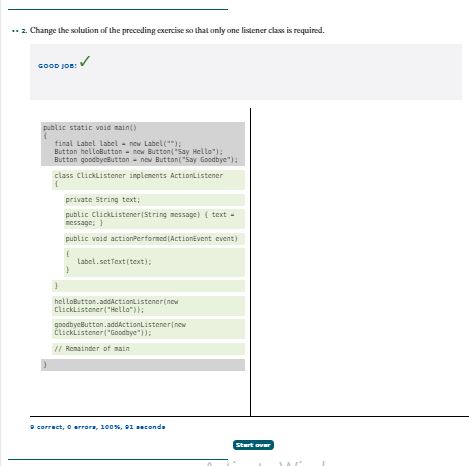 •• 2. Change the solution of the preceding exercise so that only one listener class is required.
GOOD JOB! ✓
public static void main()
{
final Label label = new Label("");
Button helloButton = new Button("Say Hello");
Button goodbyeButton = new Button("Say Goodbye");
class ClickListener implements ActionListener
{
private String text;
public ClickListener(String message) { text =
message; }
public void actionPerformed(ActionEvent event)
{
label.setText(text);
}
}
helloButton.addActionListener(new
ClickListener("Hello"));
goodbyeButton.addActionListener(new
ClickListener("Goodbye"));
// Remainder of main
}
9 correct, 0 errors, 100%, 91 seconds
Start over